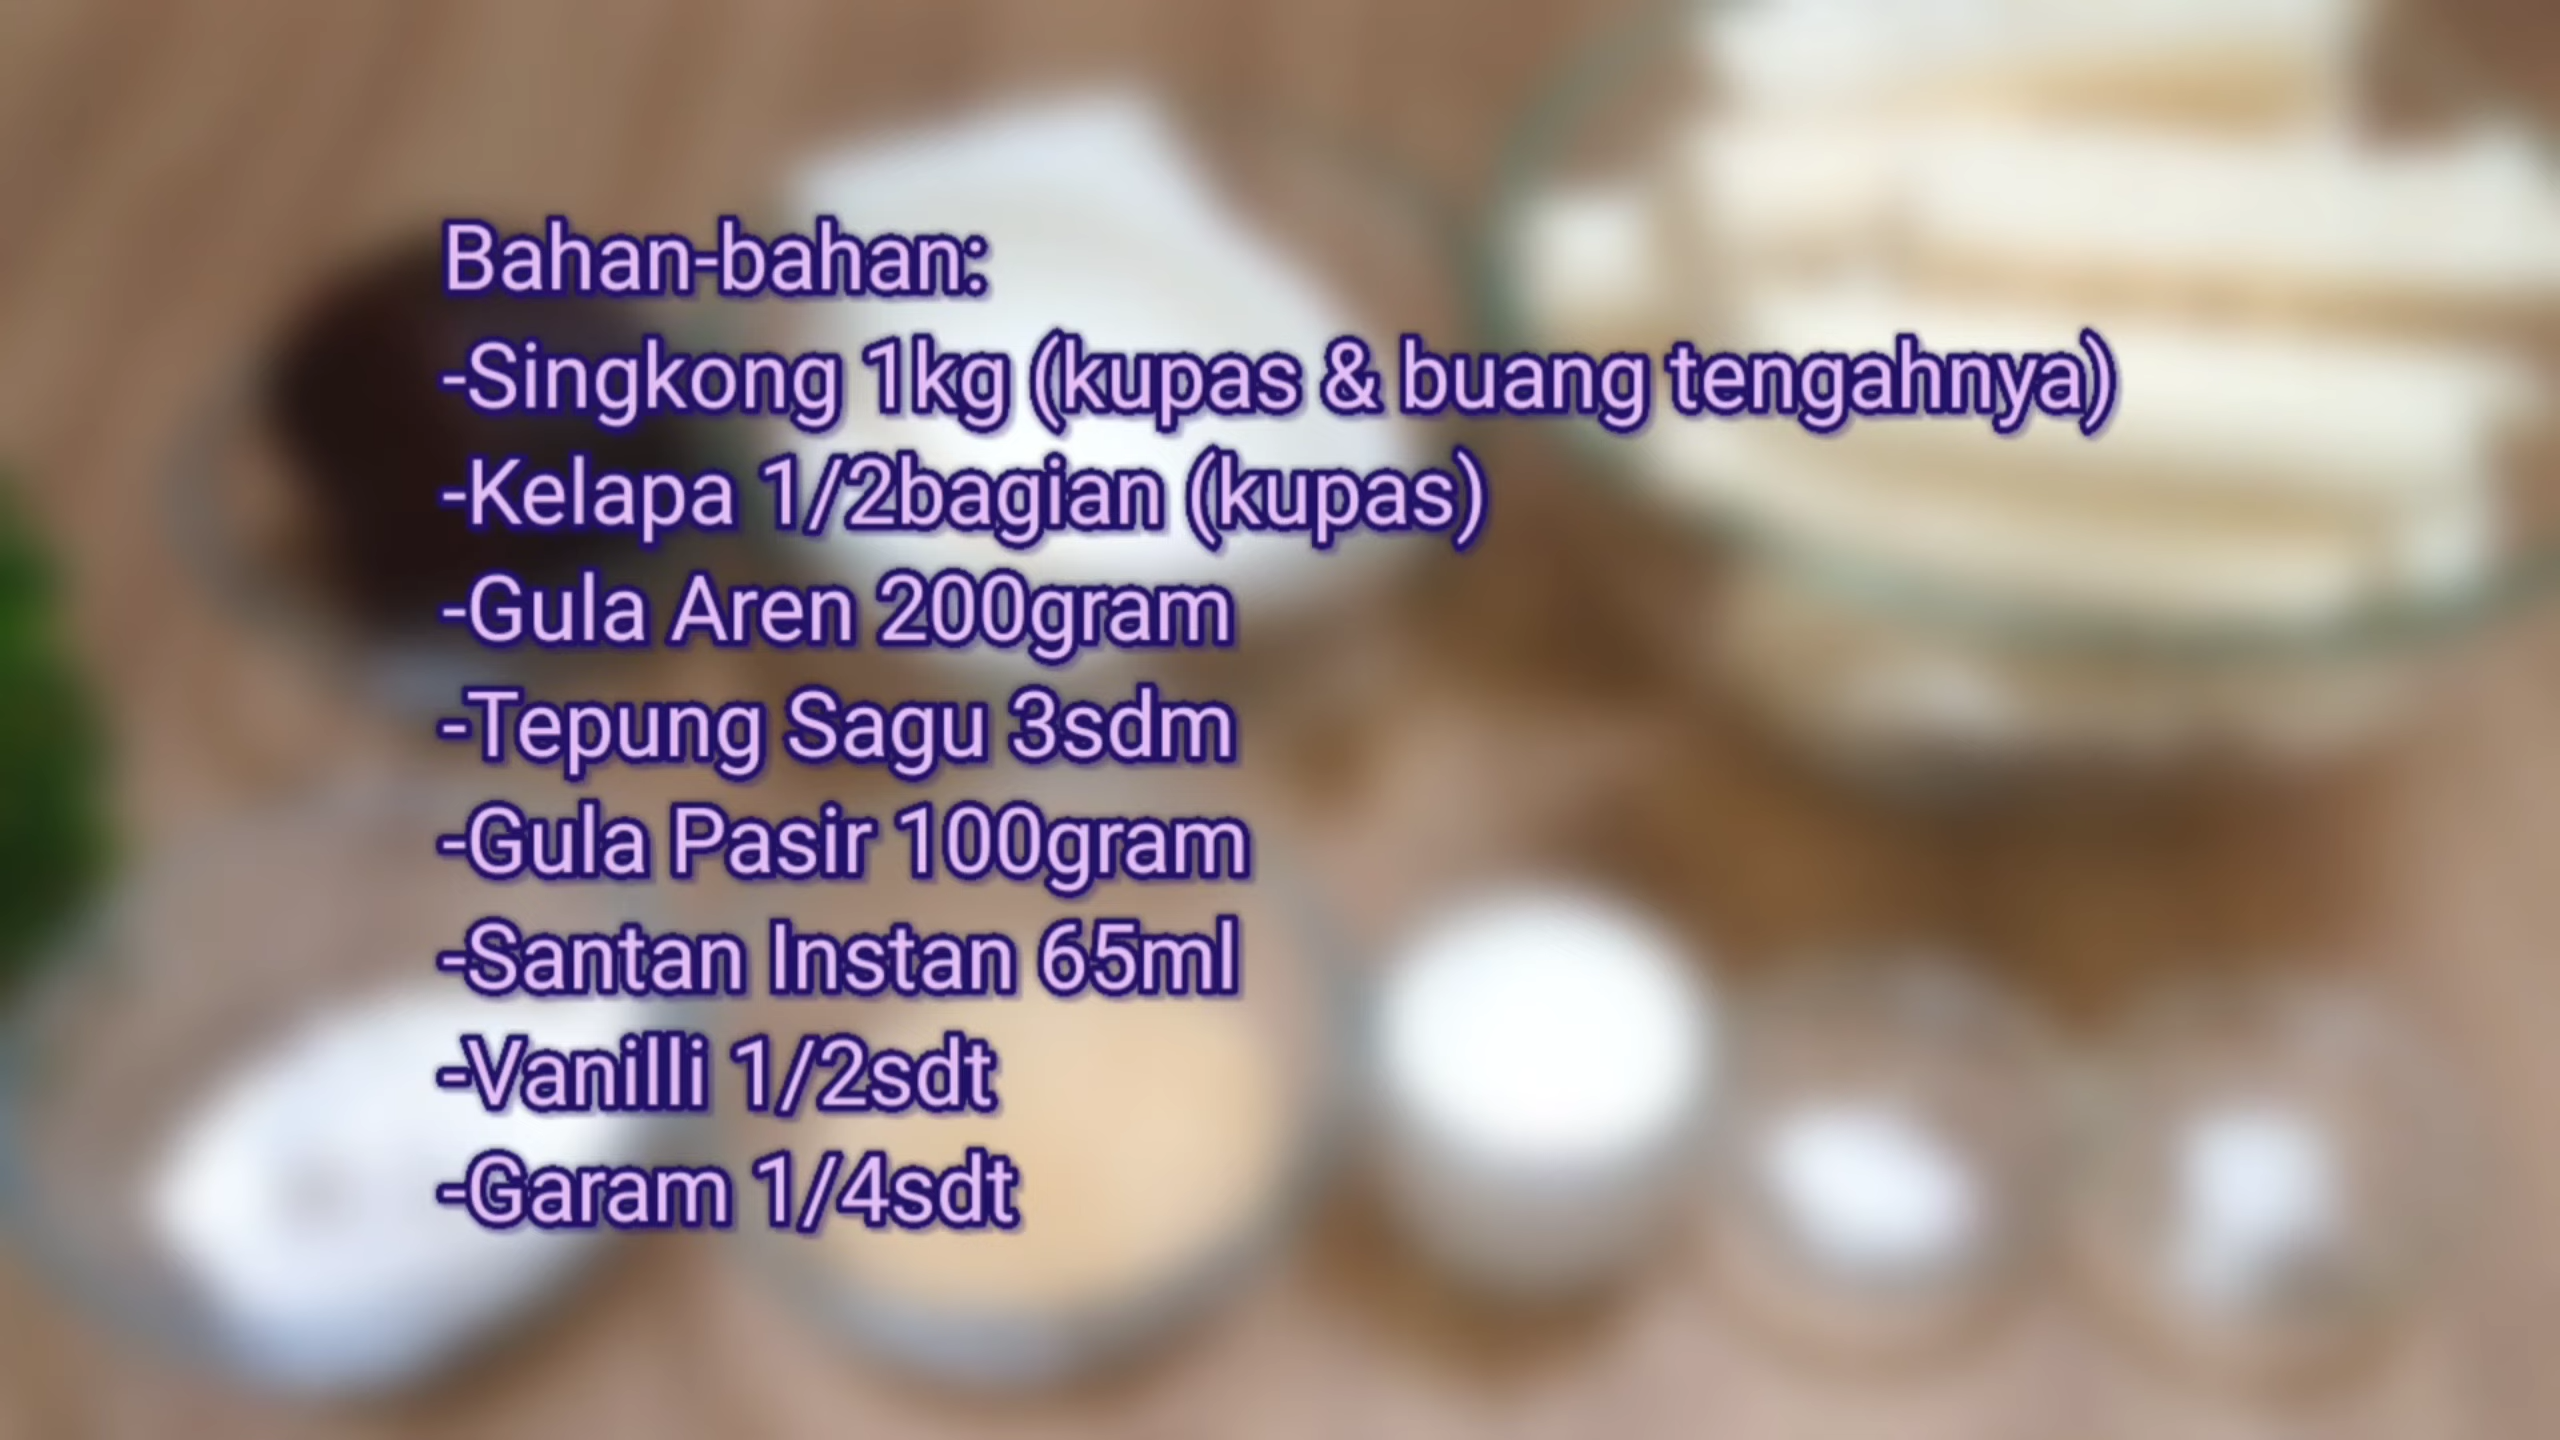 Bahan-bahan:
-Singkong 1kg (kupas & buang tengahnya)
-Kelapa 1/2bagian (kupas)
-Gula Aren 200gram
-Tepung Sagu 3sdm
-Gula Pasir 100gram
-Santan Instan 65ml
-Vanilli 1/2sdt
-Garam 1/4sdt